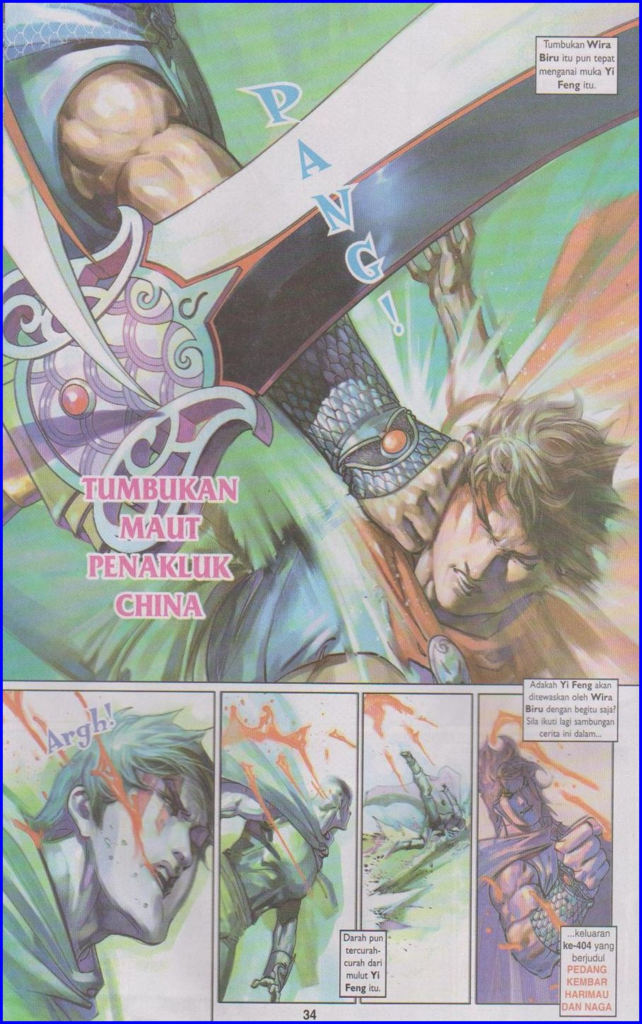 Tumbukan Wira
Biru itu pun tepat
menganai muka Yi
Feng itu.
PANG!
TUMBUKAN
MAUT
PENAKLUK
CHINA
Argh!
Darah pun
tercurah-
curah dari
mulut Yi
Feng itu.
Adakah Yi Feng akan
ditewaskan oleh Wira
Biru dengan begitu saja?
Sila ikuti lagi sambungan
cerita ini dalam...
...keluaran
ke-404 yang
berjudul
PEDANG
KEMBAR
HARIMAU
DAN NAGA
34